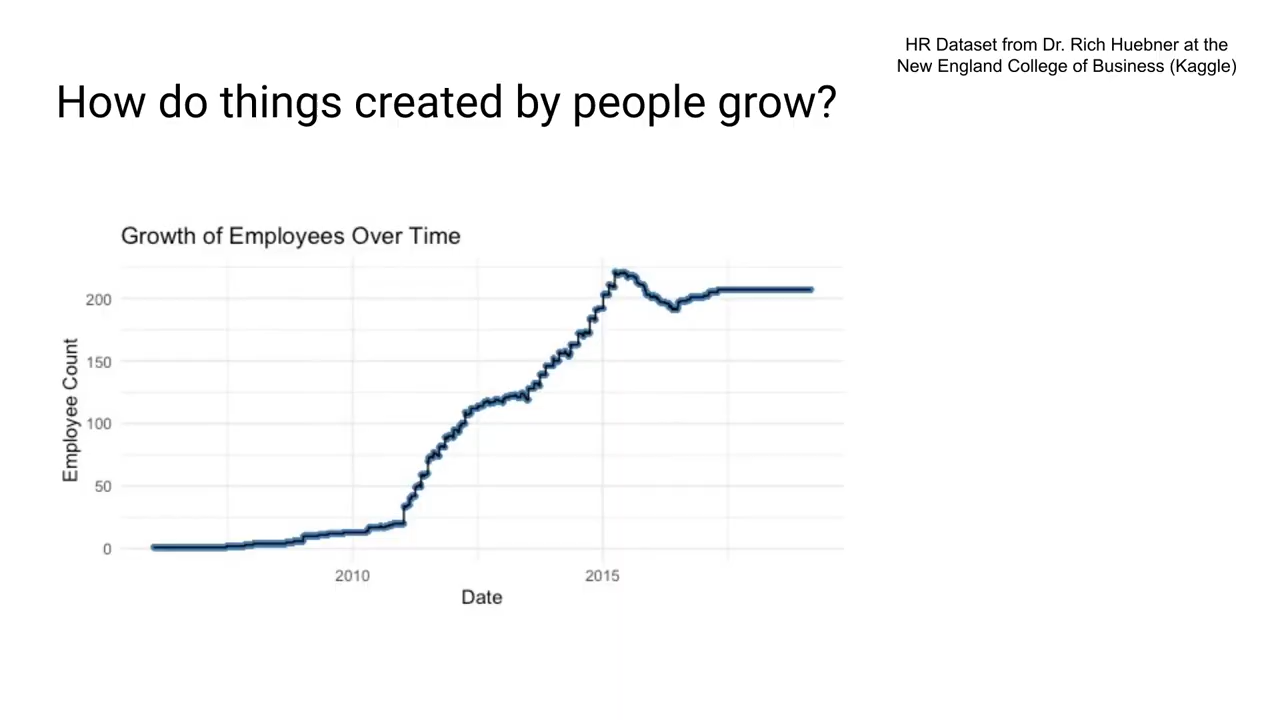 HR Dataset from Dr. Rich Huebner at the
New England College of Business (Kaggle)
How do things created by people grow?
Growth of Employees Over Time
200
150
100
50
0
Employee Count
2010
2015
Date